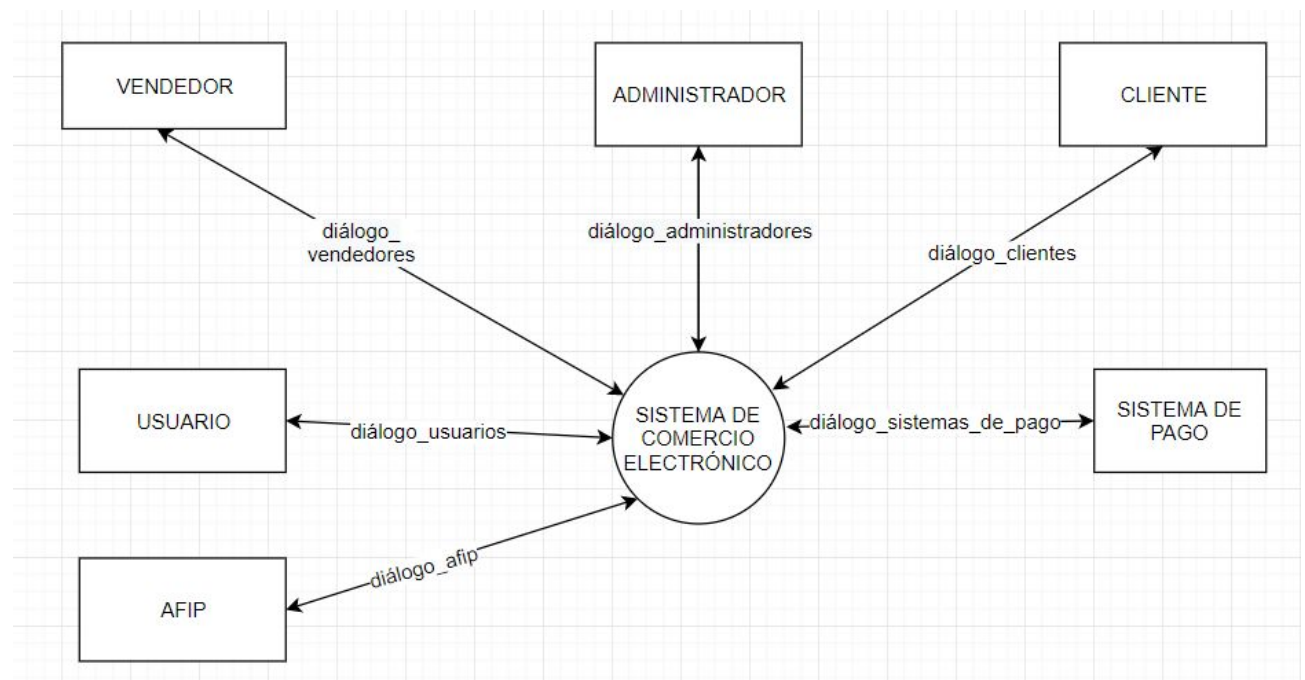 VENDEDOR
ADMINISTRADOR
CLIENTE
diálogo_
vendedores
diálogo_administradores
diálogo_clientes
USUARIO
diálogo_usuarios
SISTEMA DE
COMERCIO
ELECTRÓNICO
diálogo_sistemas_de_pago
SISTEMA DE
PAGO
diálogo_afip
AFIP